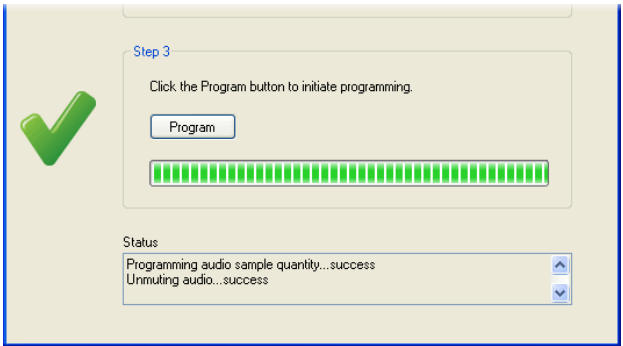 Step 3
Click the Program button to initiate programming.
Program
Status
Programming audio sample quantity...success
Unmuting audio...success